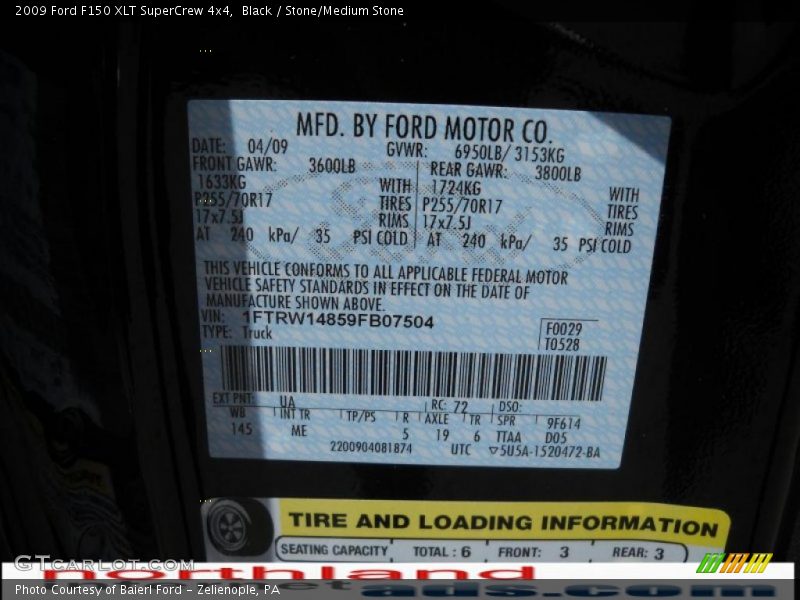 2009 Ford F150 XLT SuperCrew 4x4,  Black / Stone/Medium Stone
MFD. BY FORD MOTOR CO.
DATE: 04/09 GVWR: 6950LB/ 3153KG
FRONT GAWR: 3600LB REAR GAWR: 3800LB
1633KG WITH 1724KG WITH
P255/70R17 TIRES P255/70R17 TIRES
17x7.5J RIMS 17x7.5J RIMS
AT 240 kPa/ 35 PSI COLD AT 240 kPa/ 35 PSI COLD
THIS VEHICLE CONFORMS TO ALL APPLICABLE FEDERAL MOTOR
VEHICLE SAFETY STANDARDS IN EFFECT ON THE DATE OF
MANUFACTURE SHOWN ABOVE.
VIN: 1FTRW14859FB07504 F0029
TYPE: Truck T0528
EXT PNT: UA RC: 72 DSO:
WB INT TR TP/PS R AXLE TR SPR 9F614
145 ME 5 19 6 TTAA D05
2200904081874 UTC ▽5U5A-1520472-BA
TIRE AND LOADING INFORMATION
SEATING CAPACITY TOTAL : 6 FRONT: 3 REAR: 3
GTCarLot.com
northland
ads.com
Photo Courtesy of Baierl Ford - Zelienople, PA